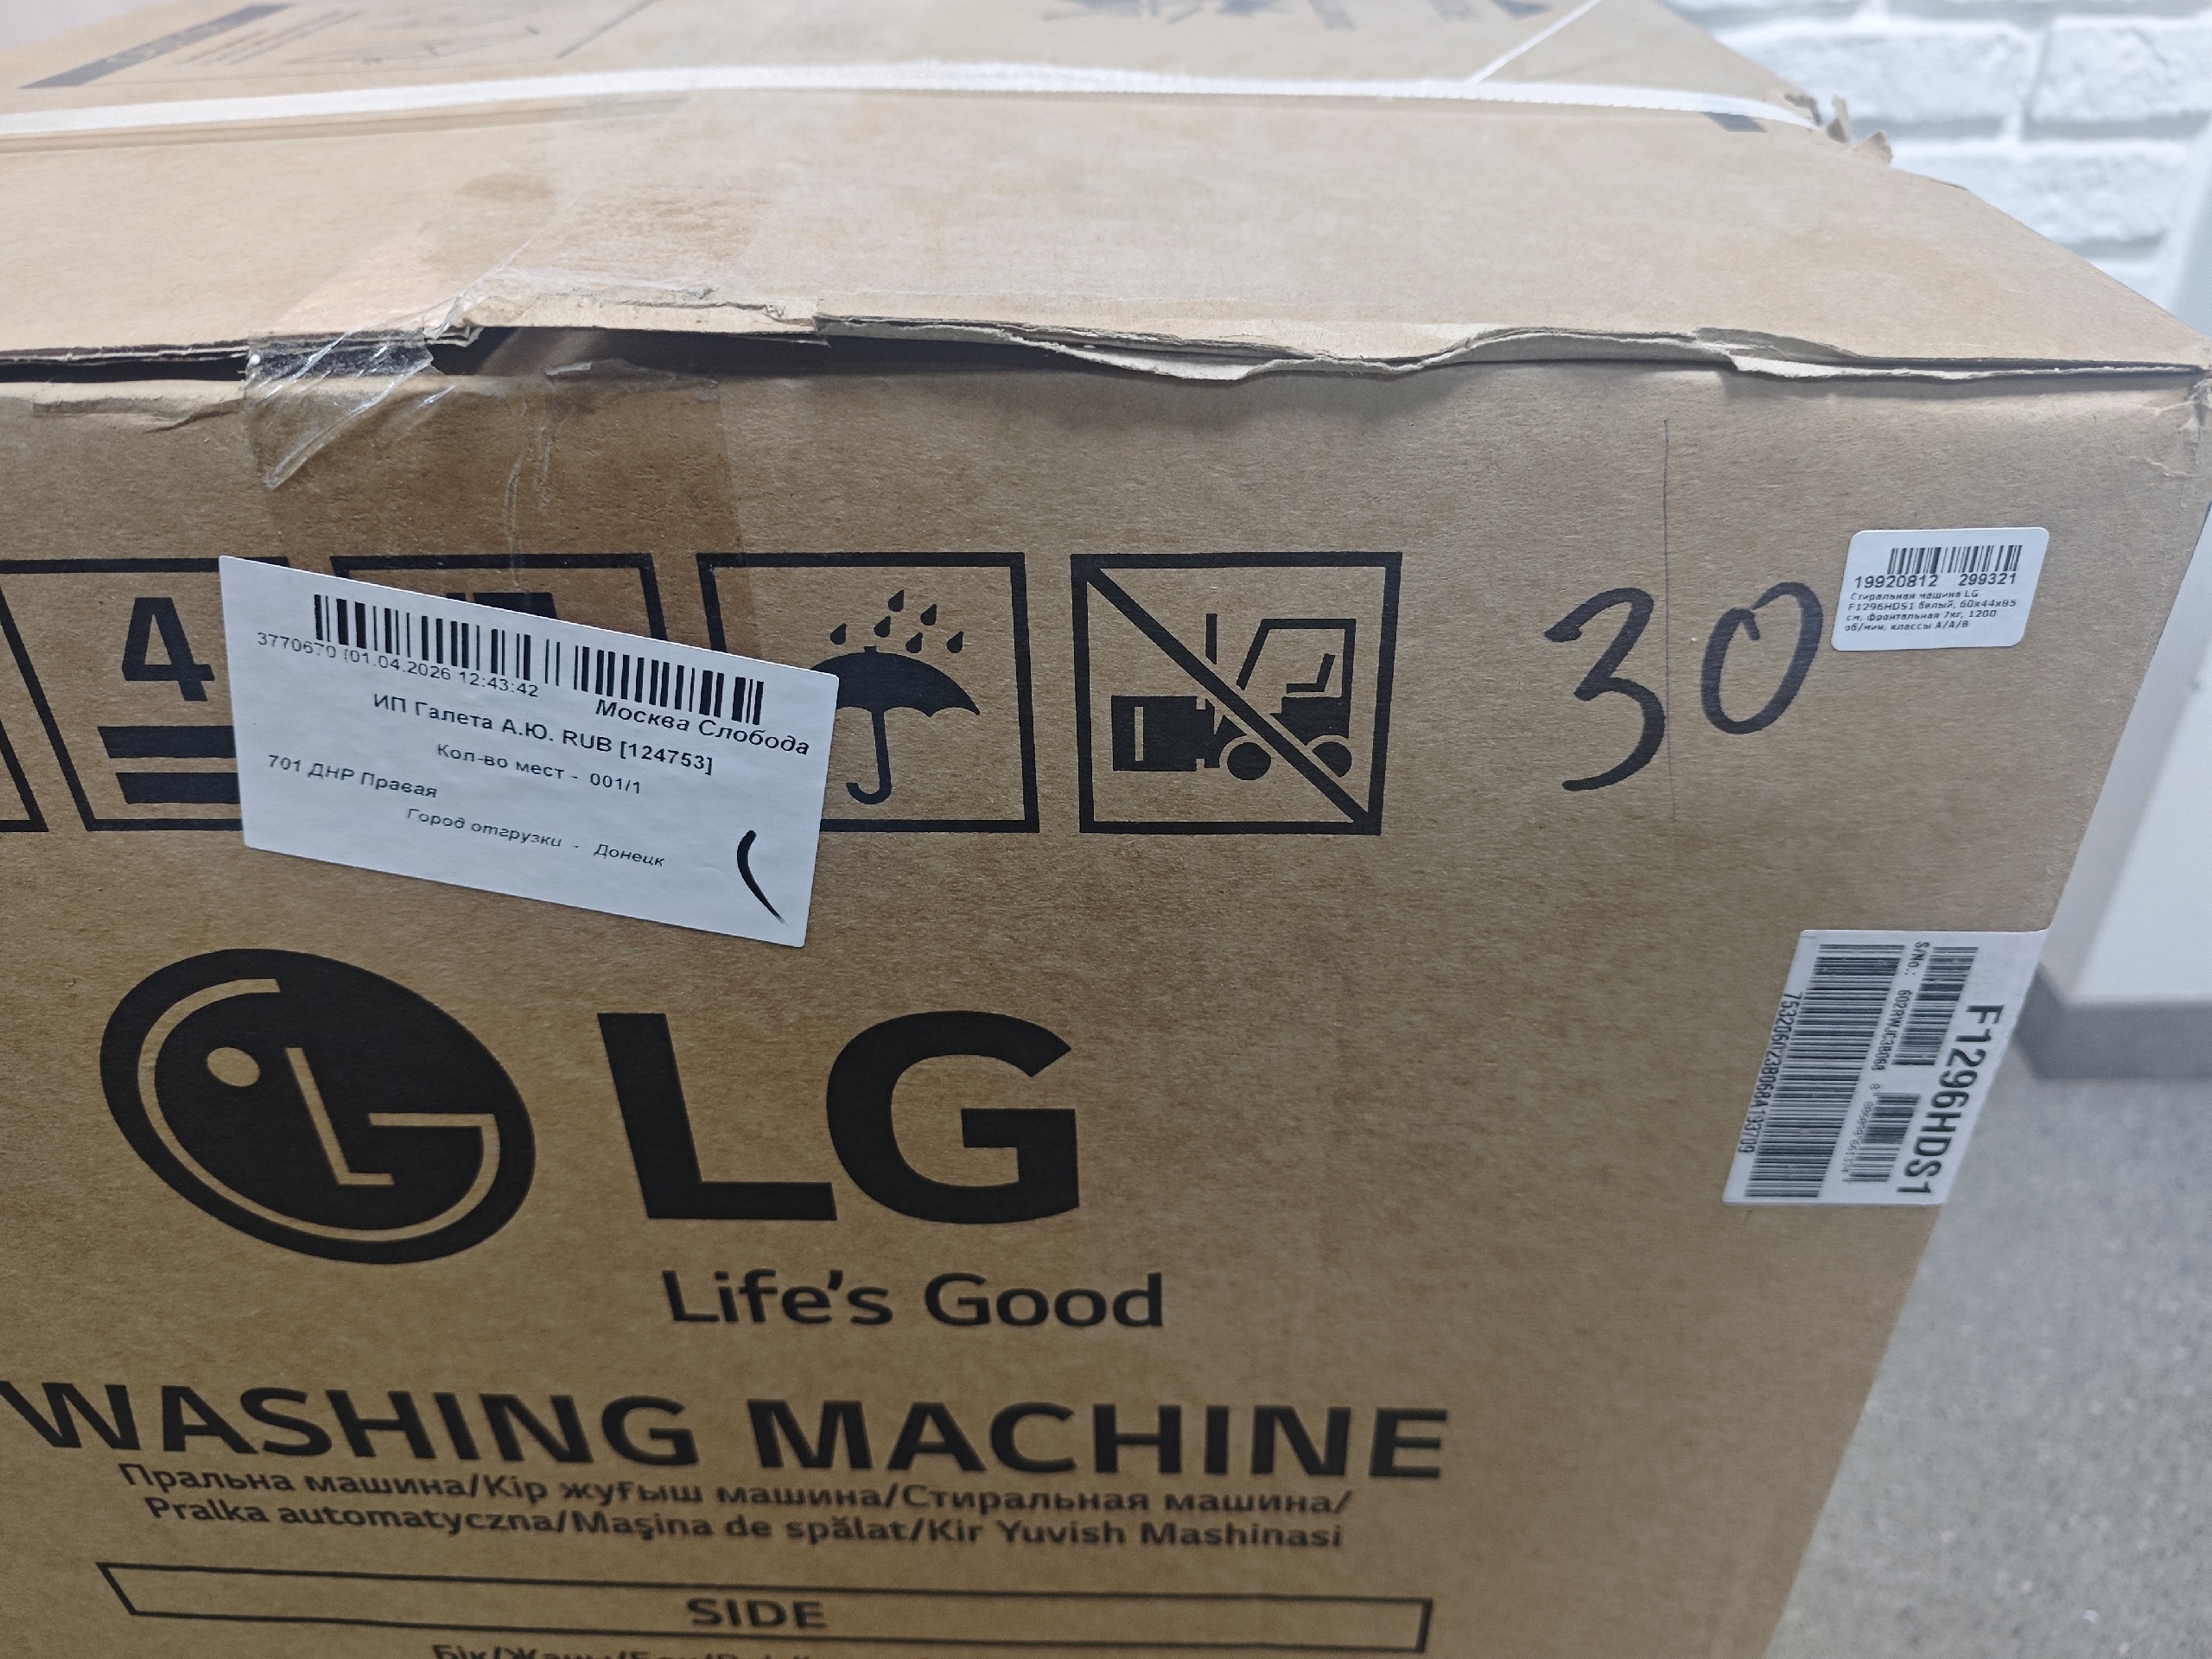 4
3770670 [01.04.2026 12:43:42
Москва Слобода
ИП Галета А.Ю. RUB [124753]
Кол-во мест - 001/1
701 ДНР Правая
Город отгрузки - Донецк
30
19920812 299321
Стиральная машина LG
F1296HDS1 белый, 60x44x85
см, фронтальная 7кг, 1200
об/мин, классы A/A/B
F1296HDS1
S/No.: 602RWJC3B068
LG
Life's Good
WASHING MACHINE
Пральна машина/Кір жуғыш машина/Стиральная машина/
Pralka automatyczna/Mașina de spălat/Kir Yuvish Mashinasi
SIDE